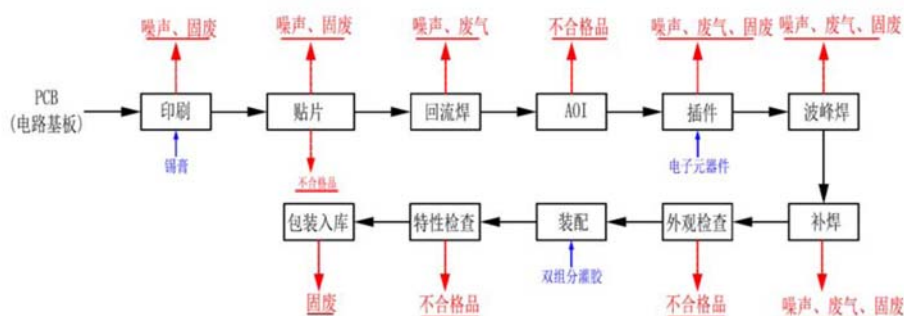 噪声、固废
噪声、固废
噪声、废气
不合格品
噪声、废气、固废
噪声、废气、固废
PCB
(电路基板)
印刷
贴片
回流焊
AOI
插件
波峰焊
锡膏
不合格品
电子元器件
包装入库
特性检查
装配
外观检查
补焊
双组分灌胶
固废
不合格品
不合格品
噪声、废气、固废